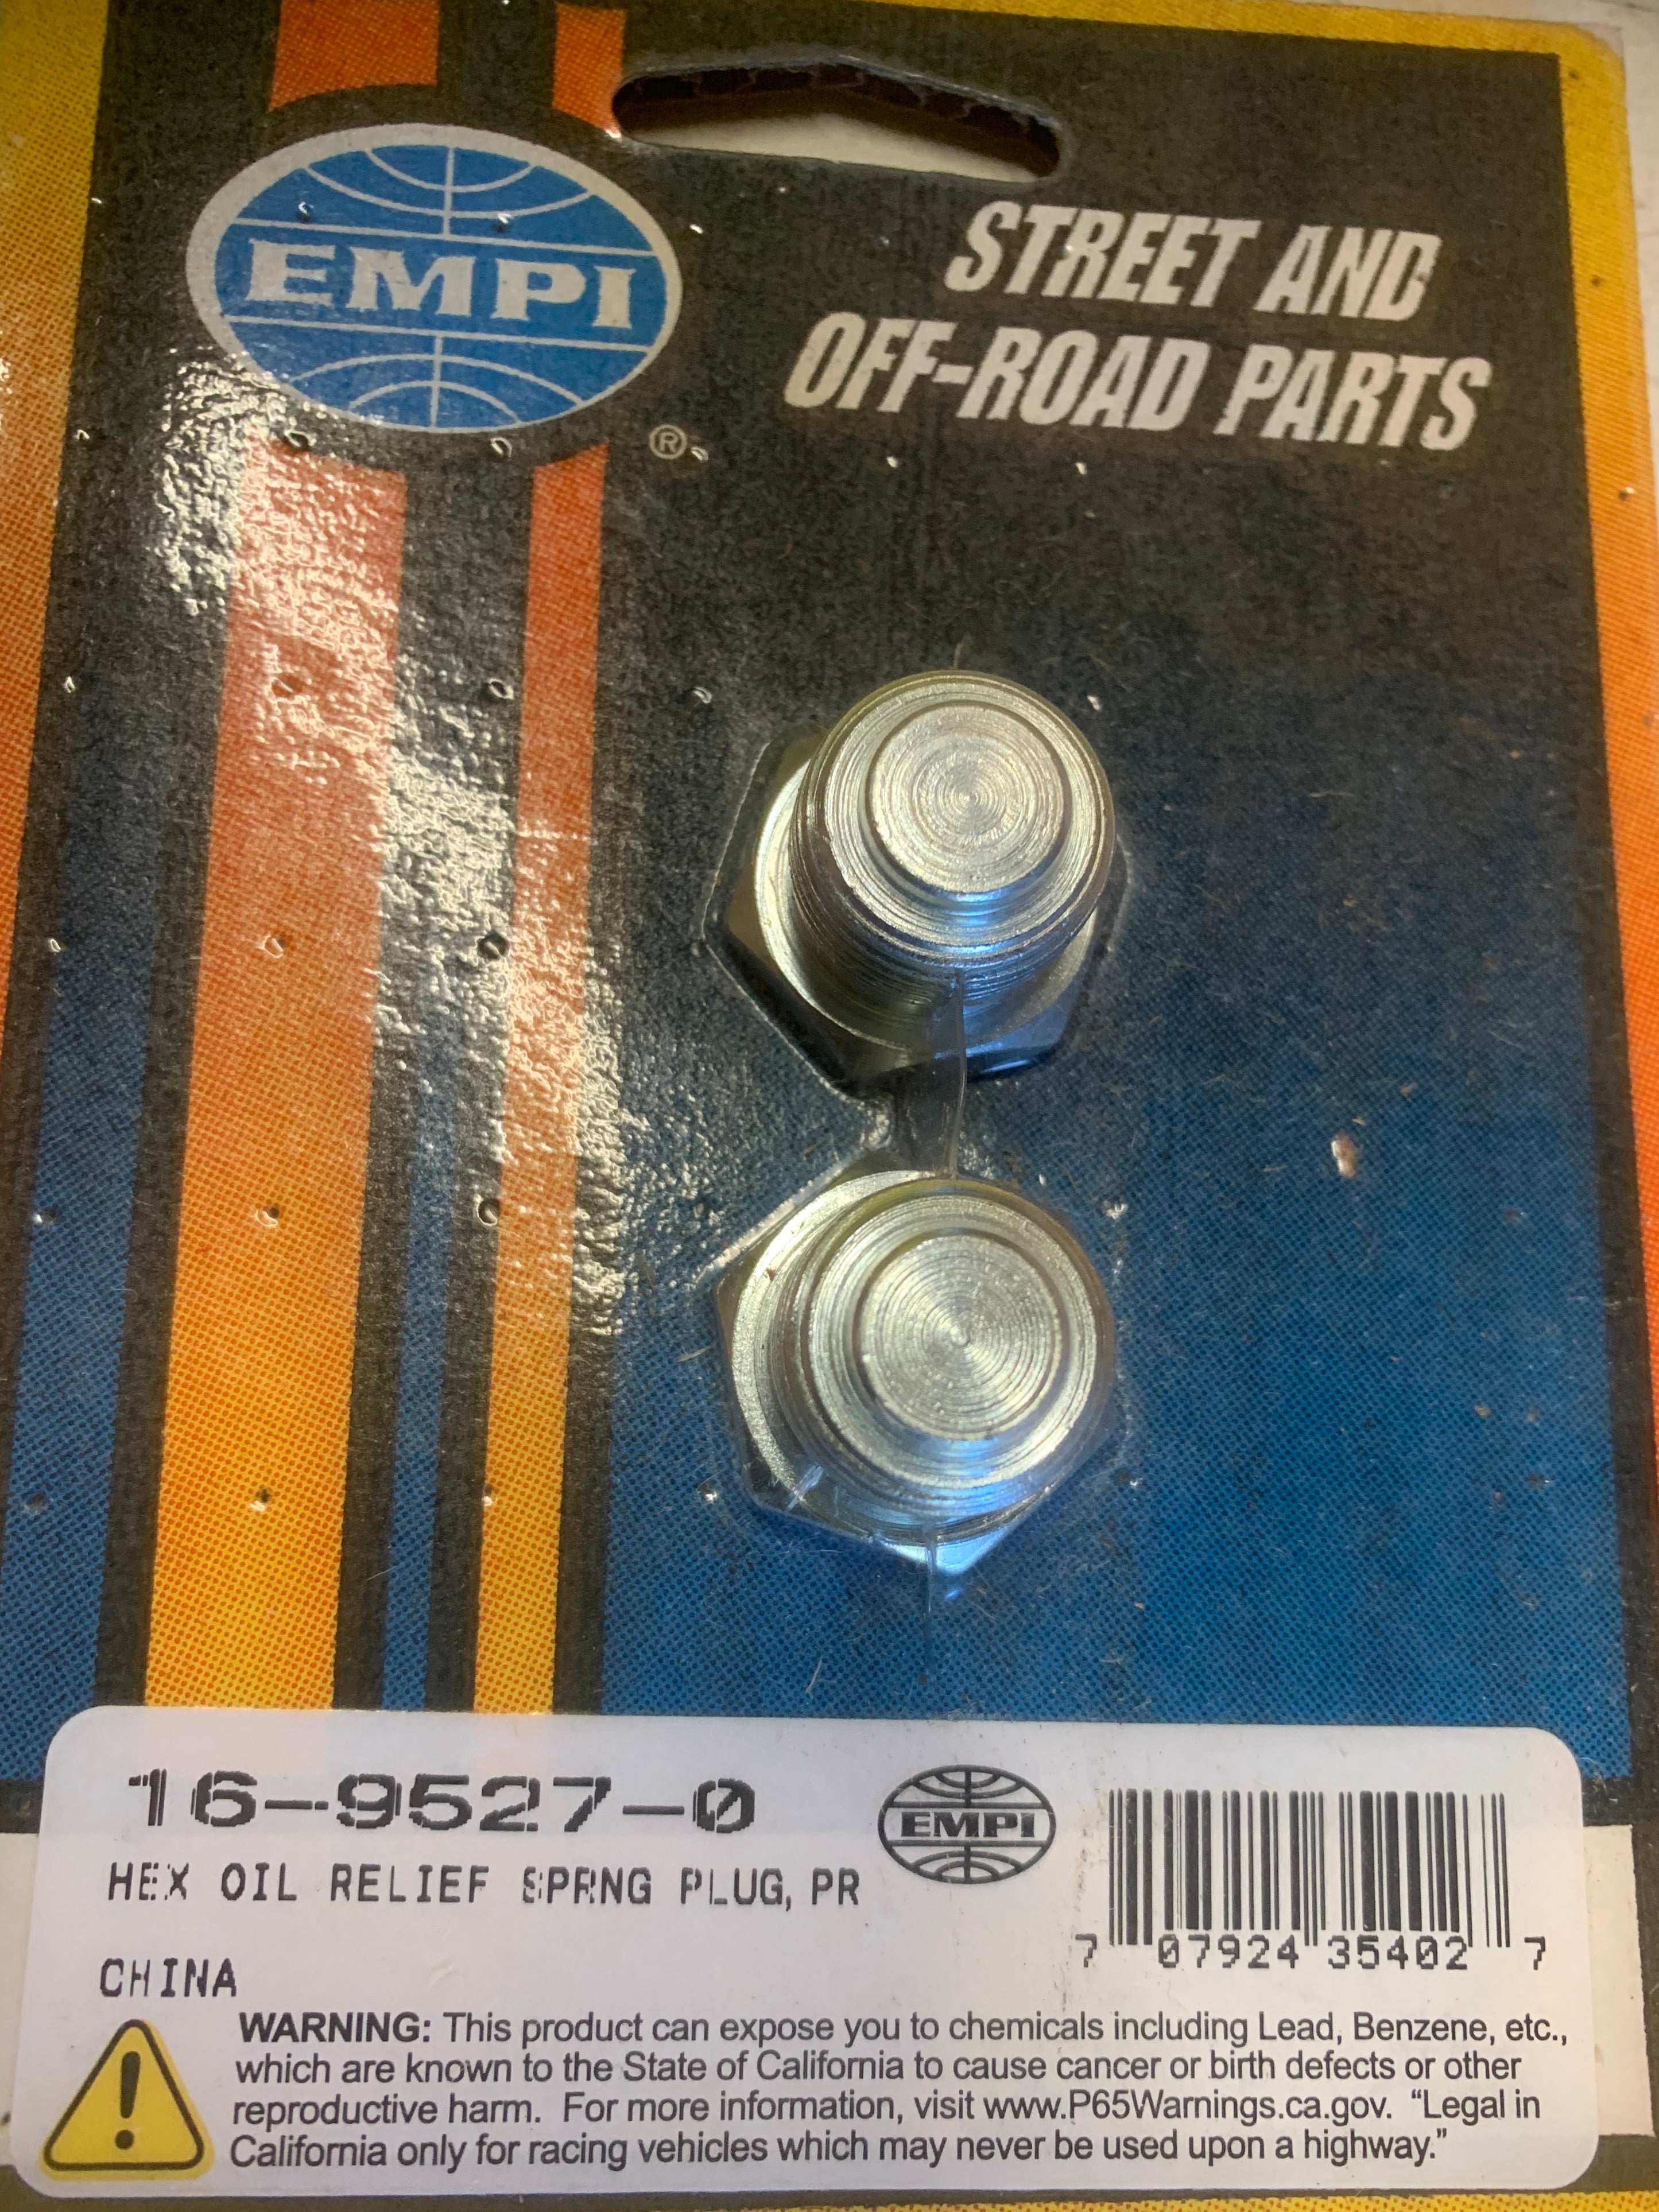 EMPI
®
STREET AND
OFF-ROAD PARTS
16-9527-0
HEX OIL RELIEF SPRNG PLUG, PR
EMPI
7 07924 35402 7
CHINA
WARNING: This product can expose you to chemicals including Lead, Benzene, etc.,
which are known to the State of California to cause cancer or birth defects or other
reproductive harm. For more information, visit www.P65Warnings.ca.gov. “Legal in
California only for racing vehicles which may never be used upon a highway.”